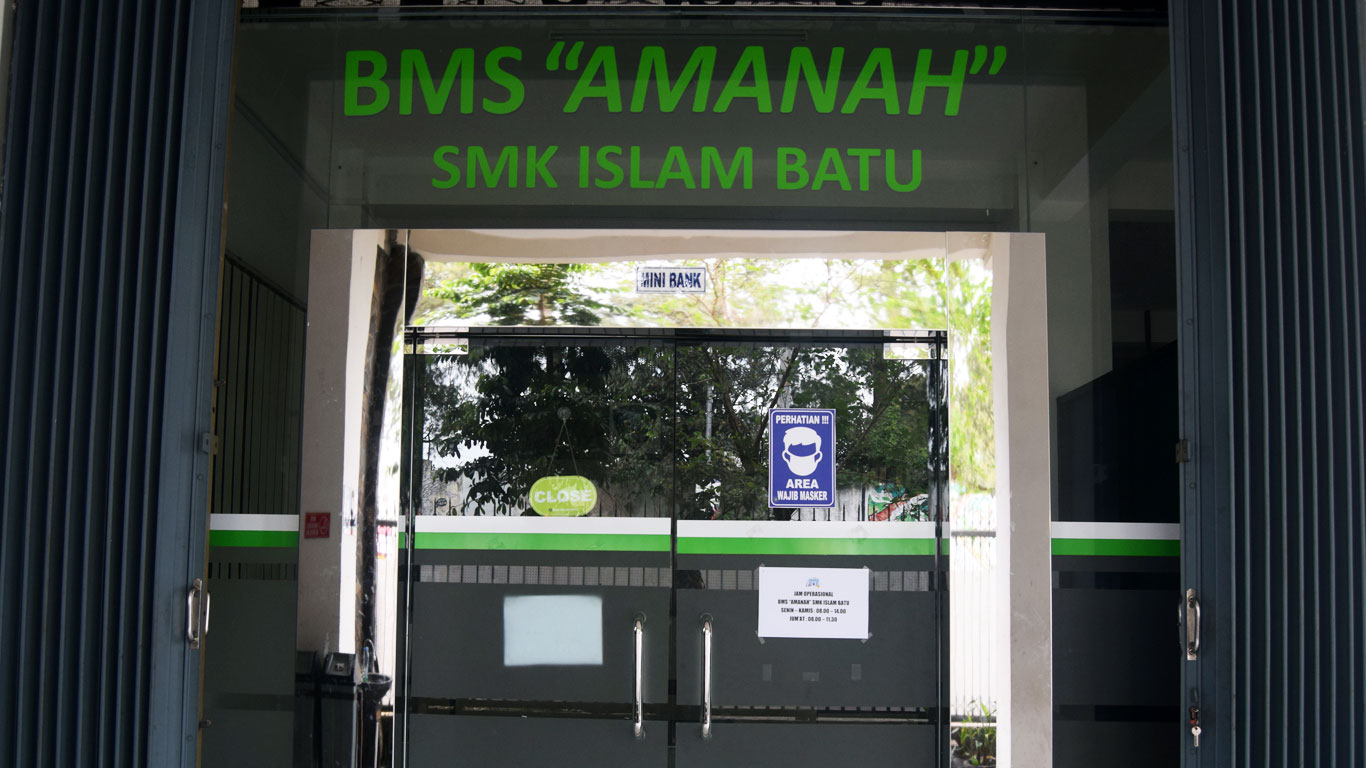 BMS "AMANAH"
SMK ISLAM BATU
MINI BANK
PERHATIAN !!!
AREA
WAJIB MASKER
CLOSE
JAM OPERASIONAL
BMS "AMANAH" SMK ISLAM BATU
SENIN - KAMIS : 08.00 - 14.00
JUM'AT : 08.00 - 11.30